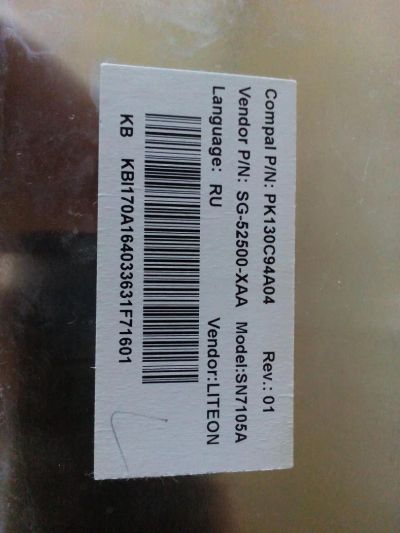 Compal P/N: PK130C94A04 Rev.: 01
Vendor P/N: SG-52500-XAA Model:SN7105A
Language: RU Vendor:LITEON
KB KBI170A164033631F71601